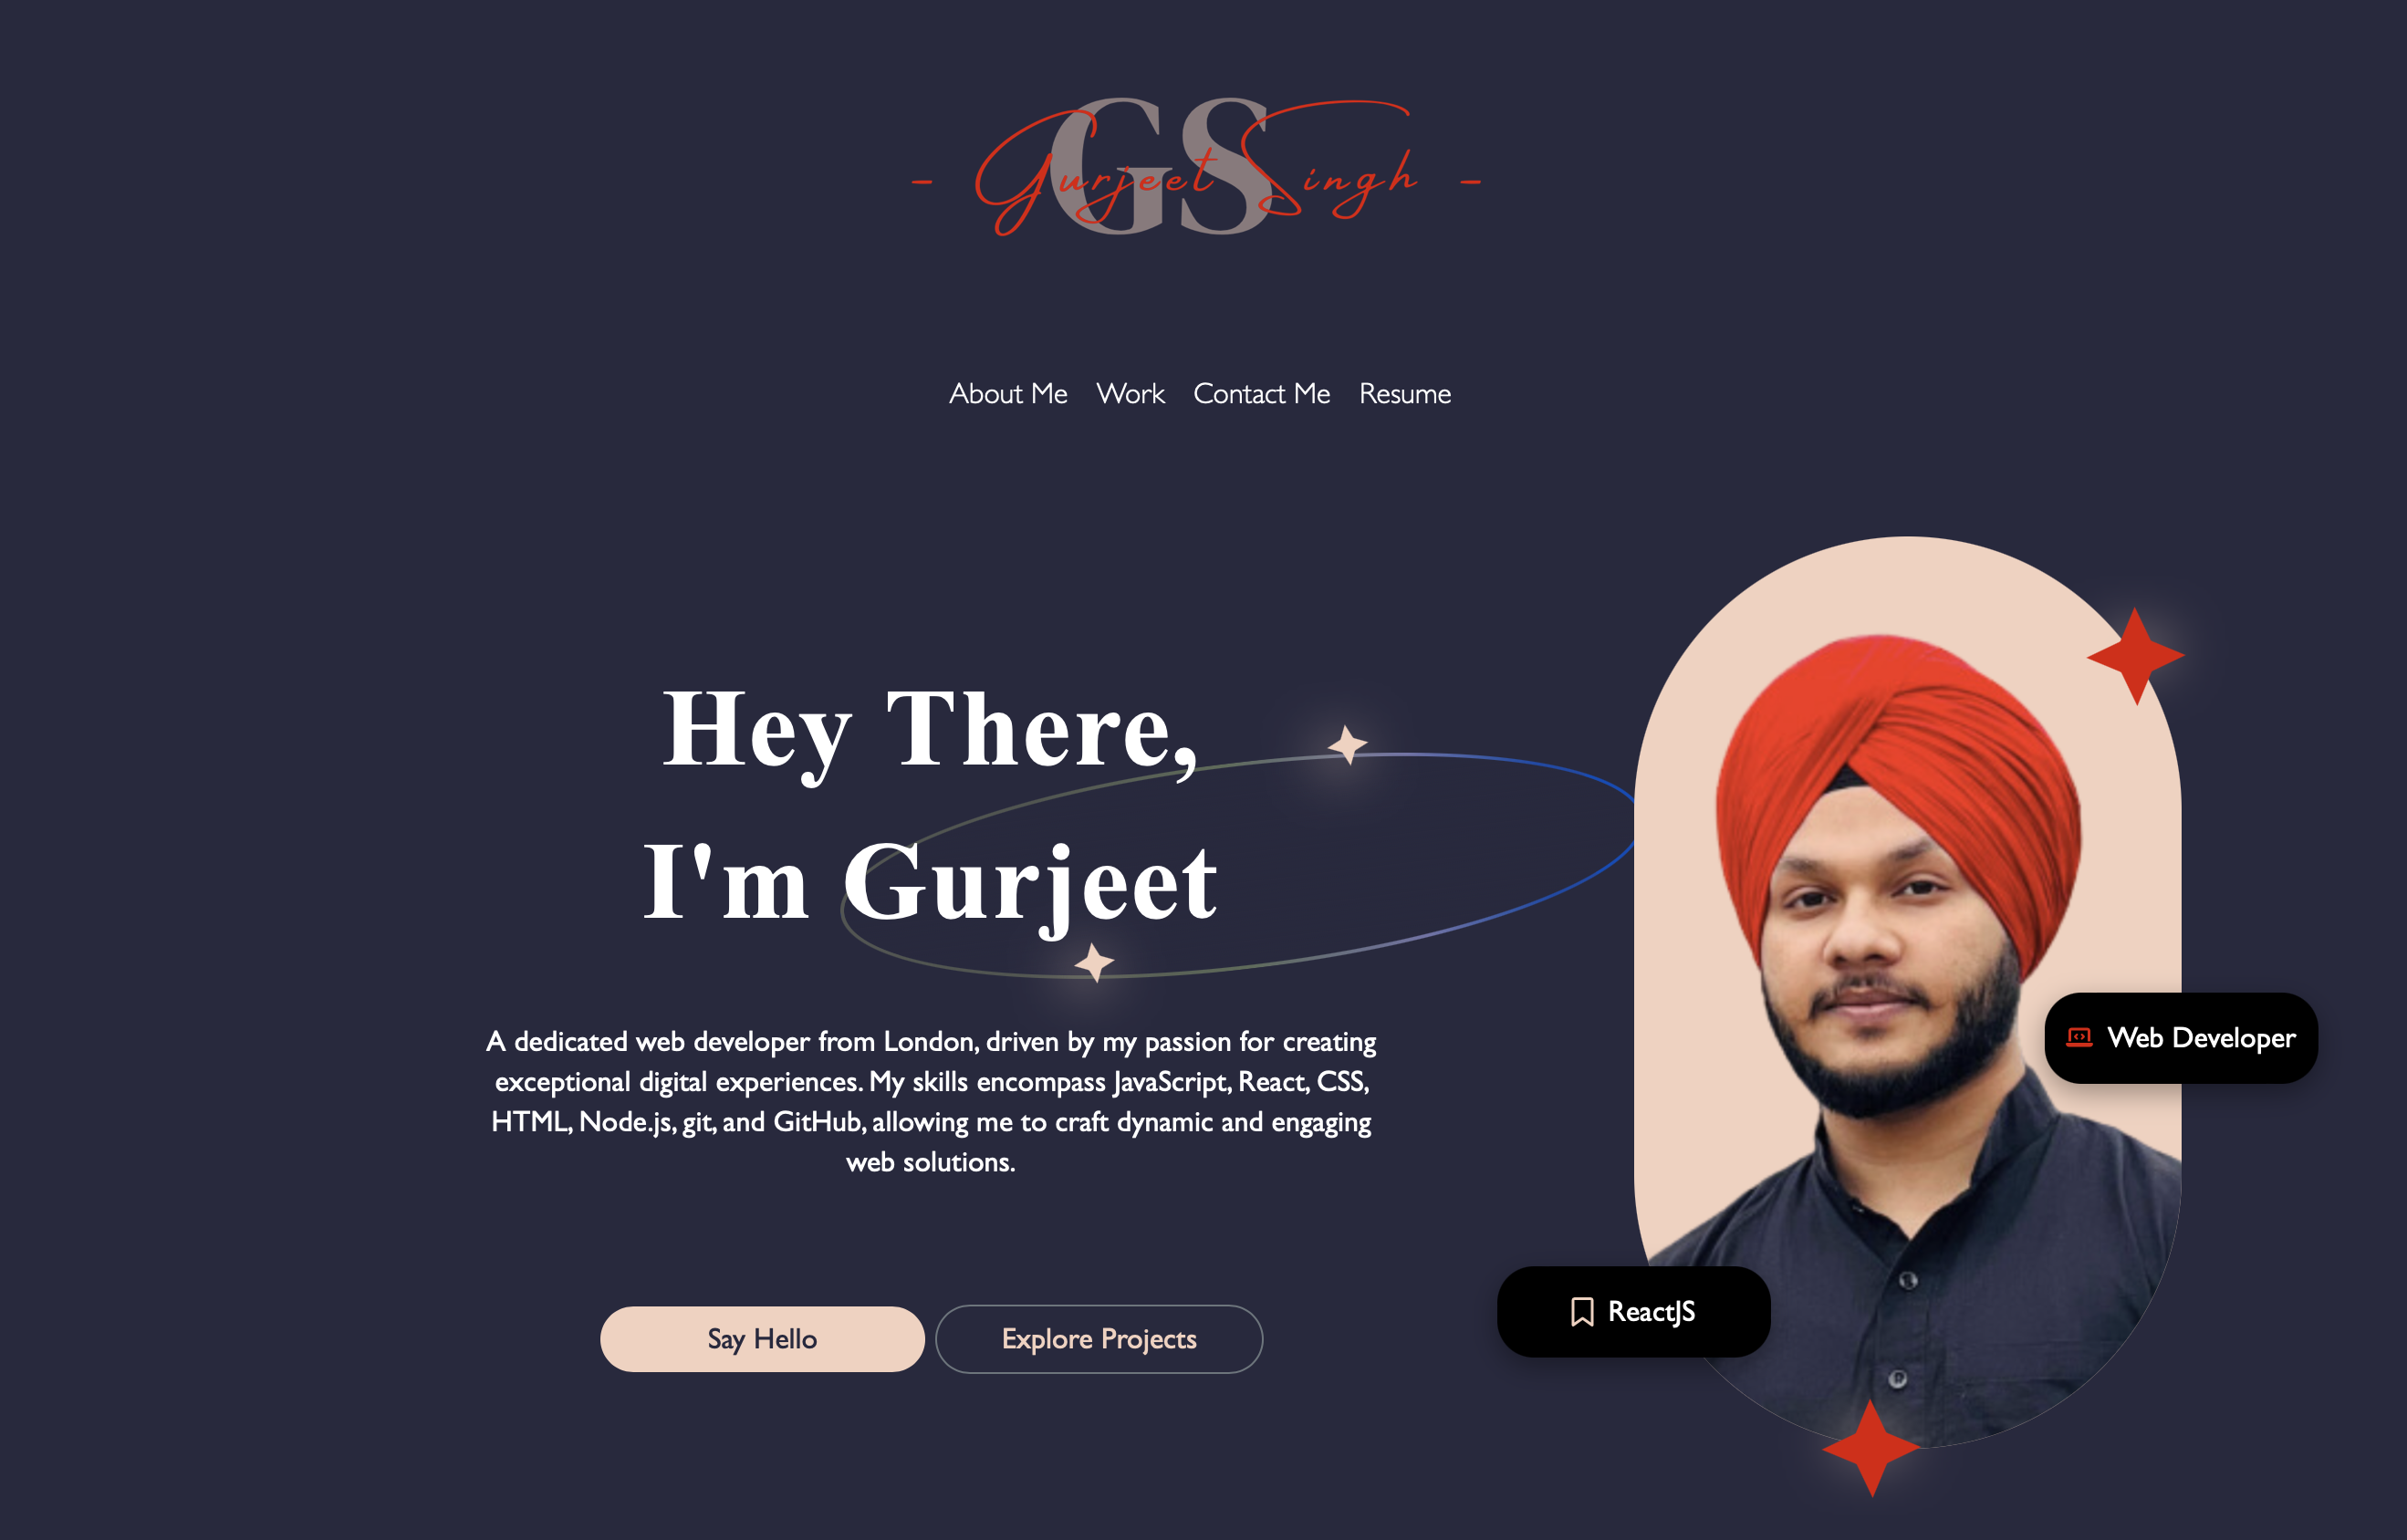 GS
Gurjeet Singh
About Me Work Contact Me Resume
Hey There,
I'm Gurjeet
A dedicated web developer from London, driven by my passion for creating
exceptional digital experiences. My skills encompass JavaScript, React, CSS,
HTML, Node.js, git, and GitHub, allowing me to craft dynamic and engaging
web solutions.
Say Hello Explore Projects
Web Developer
ReactJS